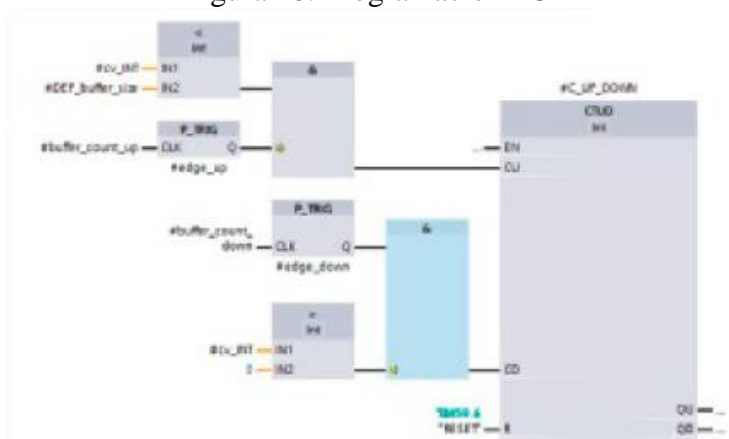 <
Int
#cv_INT IN1
#DEF_buffer_size IN2
&
P_TRIG
#buffer_count_up CLK Q
#edge_up
#C_UP_DOWN
CTUD
Int
... EN
CU
P_TRIG
#buffer_count_
down CLK Q
#edge_down
&
Int
#cv_INT IN1
IN2
CD
"RESET" R
QU ...
QD ...